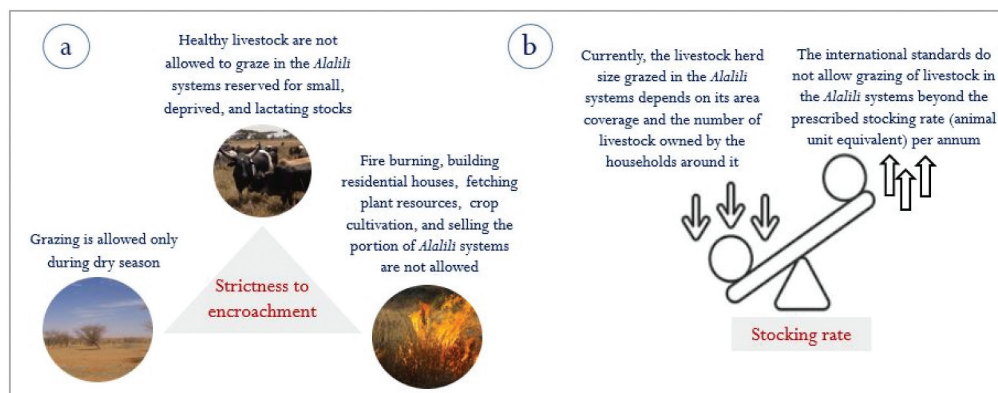 a
Healthy livestock are not
allowed to graze in the Alalili
systems reserved for small,
deprived, and lactating stocks
Fire burning, building
residential houses, fetching
plant resources, crop
cultivation, and selling the
portion of Alalili systems
are not allowed
Grazing is allowed only
during dry season
Strictness to
encroachment
b
Currently, the livestock herd
size grazed in the Alalili
systems depends on its area
coverage and the number of
livestock owned by the
households around it
The international standards do
not allow grazing of livestock in
the Alalili systems beyond the
prescribed stocking rate (animal
unit equivalent) per annum
Stocking rate